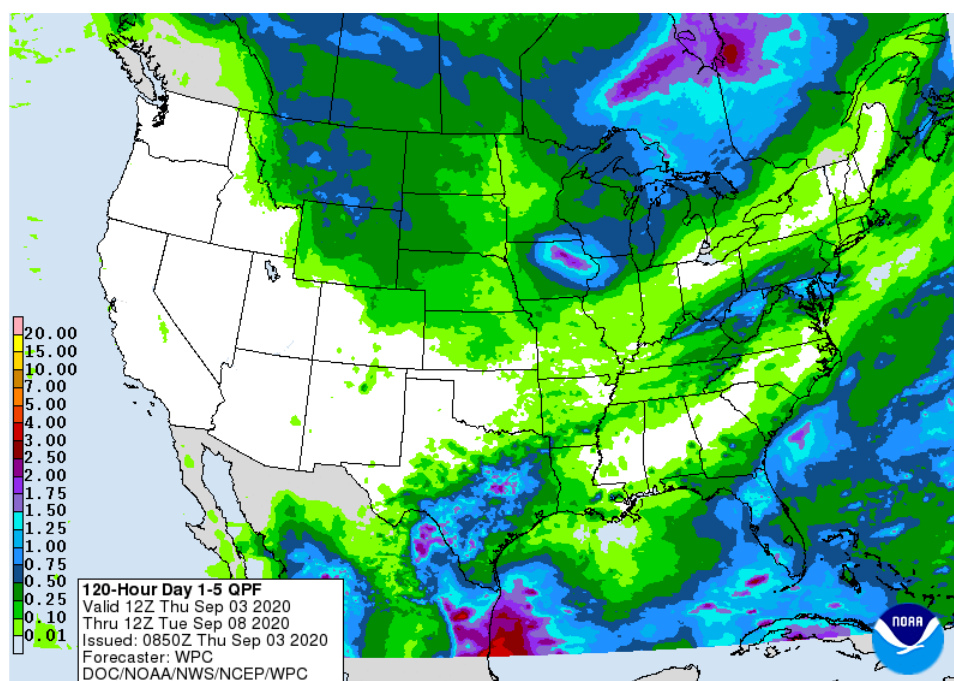 20.00
15.00
10.00
7.00
5.00
4.00
3.00
2.50
2.00
1.75
1.50
1.25
1.00
0.75
0.50
0.25
0.10
0.01
120-Hour Day 1-5 QPF
Valid 12Z Thu Sep 03 2020
Thru 12Z Tue Sep 08 2020
Issued: 0850Z Thu Sep 03 2020
Forecaster: WPC
DOC/NOAA/NWS/NCEP/WPC
NOAA